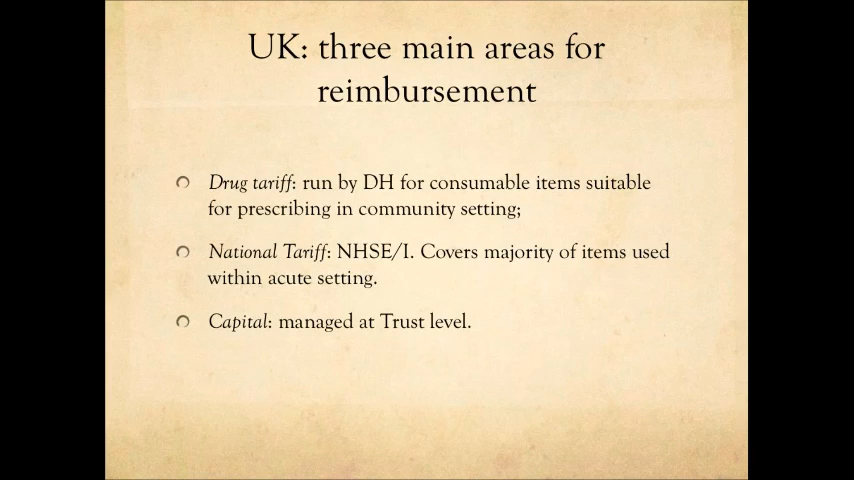 UK: three main areas for
reimbursement
Drug tariff: run by DH for consumable items suitable
for prescribing in community setting;
National Tariff: NHSE/I. Covers majority of items used
within acute setting.
Capital: managed at Trust level.